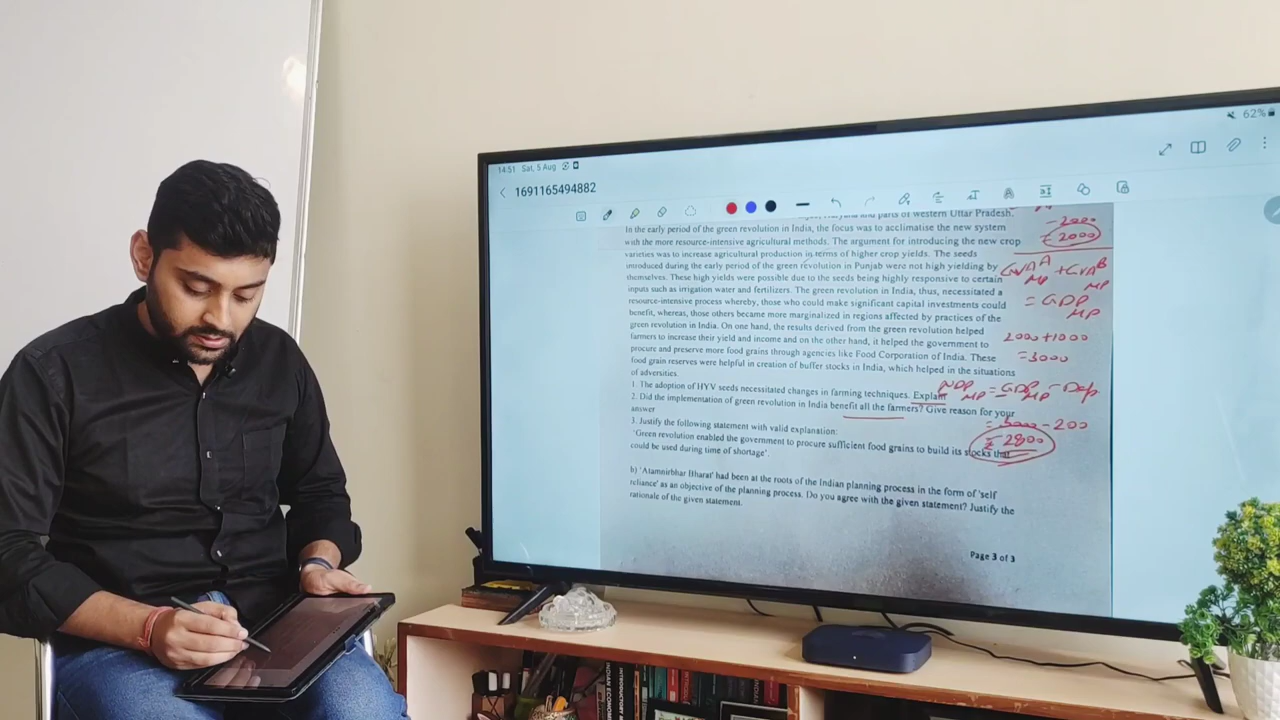 14:51 Sat, 5 Aug
62%
1691165494882
parts of western Uttar Pradesh.
In the early period of the green revolution in India, the focus was to acclimatise the new system
with the more resource-intensive agricultural methods. The argument for introducing the new crop
varieties was to increase agricultural production in terms of higher crop yields. The seeds
introduced during the early period of the green revolution in Punjab were not high yielding by
themselves. These high yields were possible due to the seeds being highly responsive to certain
inputs such as irrigation water and fertilizers. The green revolution in India, thus, necessitated a
resource-intensive process whereby, those who could make significant capital investments could
benefit, whereas, those others became more marginalized in regions affected by practices of the
green revolution in India. On one hand, the results derived from the green revolution helped
farmers to increase their yield and income and on the other hand, it helped the government to
procure and preserve more food grains through agencies like Food Corporation of India. These
food grain reserves were helpful in creation of buffer stocks in India, which helped in the situations
of adversities.
1. The adoption of HYV seeds necessitated changes in farming techniques. Explain
2. Did the implementation of green revolution in India benefit all the farmers? Give reason for your
answer
3. Justify the following statement with valid explanation:
'Green revolution enabled the government to procure sufficient food grains to build its stocks that
could be used during time of shortage'.
b) 'Atamnirbhar Bharat' had been at the roots of the Indian planning process in the form of 'self
reliance' as an objective of the planning process. Do you agree with the given statement? Justify the
rationale of the given statement.
Page 3 of 3
-2000
= 2000
GVA A MP + GVA B MP
= GDP MP
2000 + 1000
= 3000
NDP MP = GDP MP - Dep
= 3000 - 200
= 2800
INDIAN ECONOMY
INTRODUCTORY